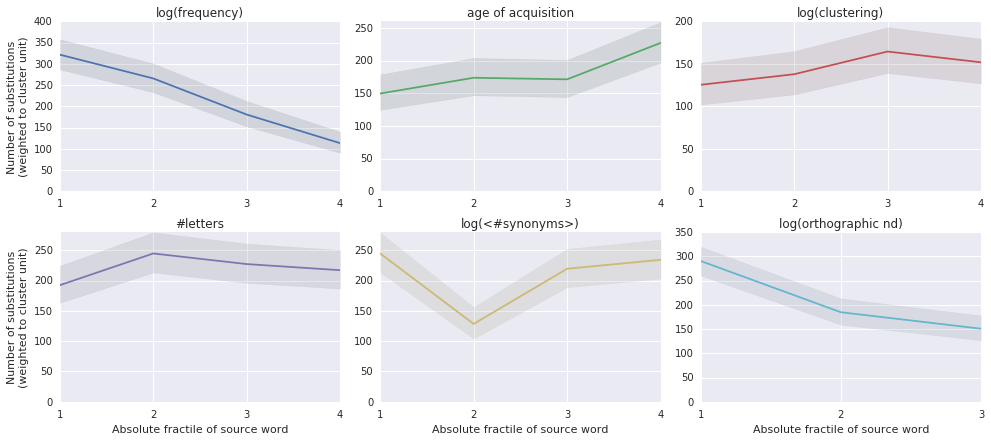 log(frequency)
400
350
300
250
200
150
100
50
0
1 2 3 4
Number of substitutions
(weighted to cluster unit)
age of acquisition
250
200
150
100
50
0
1 2 3 4
log(clustering)
200
150
100
50
0
1 2 3 4
#letters
250
200
150
100
50
0
1 2 3 4
Number of substitutions
(weighted to cluster unit)
Absolute fractile of source word
log(<#synonyms>)
250
200
150
100
50
0
1 2 3 4
Absolute fractile of source word
log(orthographic nd)
350
300
250
200
150
100
50
0
1 2 3
Absolute fractile of source word